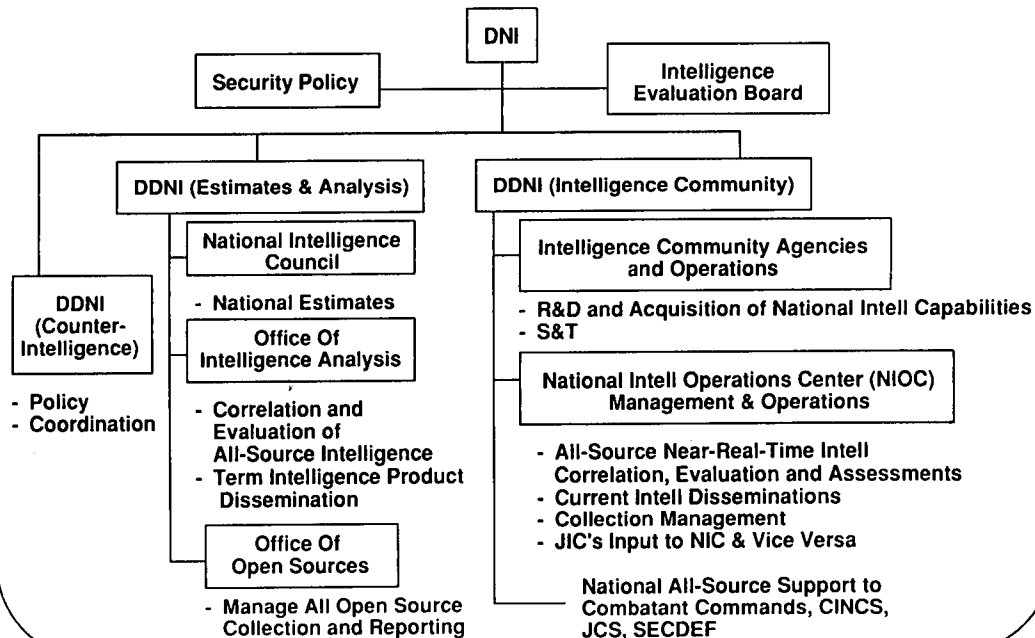 DNI
Security Policy
Intelligence
Evaluation Board
DDNI (Estimates & Analysis)
DDNI (Intelligence Community)
DDNI
(Counter-
Intelligence)
- Policy
- Coordination
National Intelligence
Council
- National Estimates
Office Of
Intelligence Analysis
- Correlation and
Evaluation of
All-Source Intelligence
- Term Intelligence Product
Dissemination
Office Of
Open Sources
- Manage All Open Source
Collection and Reporting
Intelligence Community Agencies
and Operations
- R&D and Acquisition of National Intell Capabilities
- S&T
National Intell Operations Center (NIOC)
Management & Operations
- All-Source Near-Real-Time Intell
Correlation, Evaluation and Assessments
- Current Intell Disseminations
- Collection Management
- JIC's Input to NIC & Vice Versa
National All-Source Support to
Combatant Commands, CINCS,
JCS, SECDEF